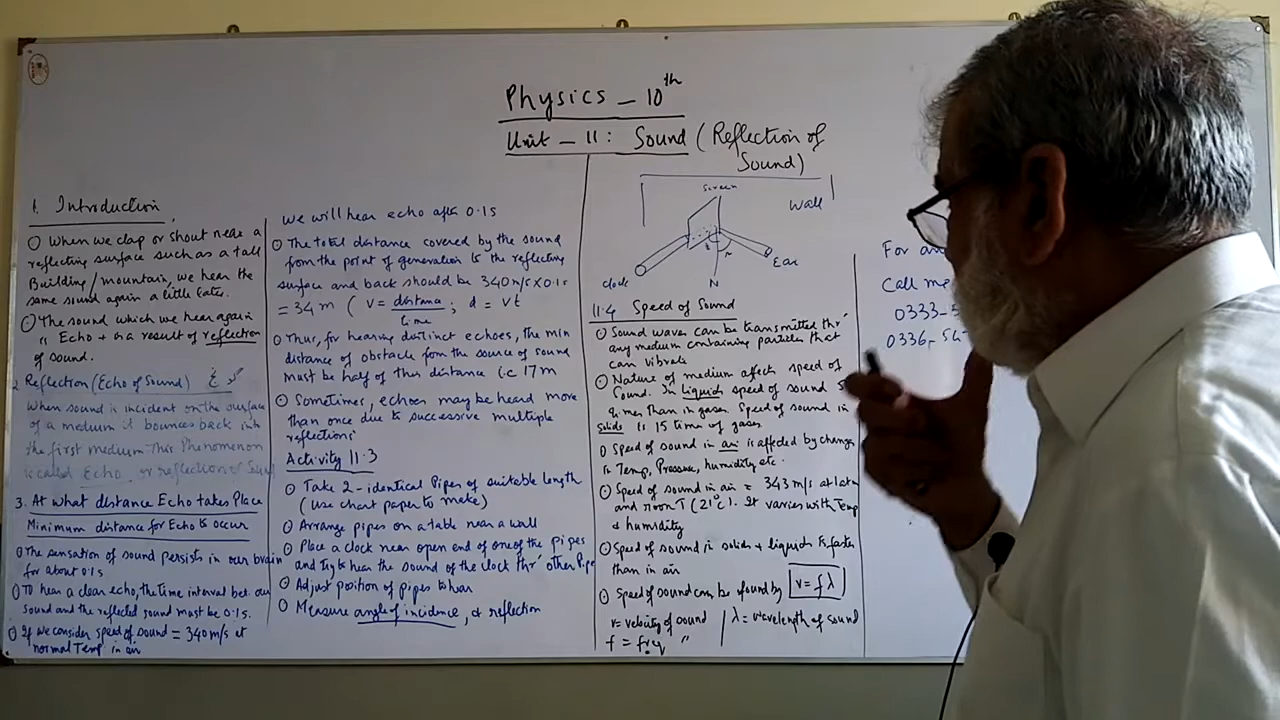 Physics - 10th
Unit - 11: Sound (Reflection of
Sound)
1. Introduction
When we clap or shout near a
reflecting surface such as a tall
Building/mountain, we hear the
same sound again a little later.
The sound which we hear again
" Echo + is a result of reflection
of sound.
2. Reflection (Echo of Sound)
When sound is incident on the surface
of a medium it bounces back into
the first medium. This Phenomenon
is called Echo, or reflection of Sound
3. At what distance Echo takes Place
Minimum distance for Echo to occur
The sensation of sound persists in our brain
for about 0.1s
To hear a clear echo, the time interval bet. our
sound and the reflected sound must be 0.1s.
If we consider speed of sound = 340 m/s at
normal Temp in air
we will hear echo after 0.1s
The total distance covered by the sound
from the point of generation to the reflecting
surface and back should be 340 m/s x 0.1s
= 34 m ( v = distance ; d = vt
time
Thus, for hearing distinct echoes, the min
distance of obstacle from the source of sound
must be half of this distance i.e 17 m
Sometimes, echoes may be heard more
than once due to successive multiple
reflections
Activity 11.3
Take 2-identical Pipes of suitable length
(use chart paper to make)
Arrange pipes on a table near a wall
Place a clock near open end of one of the pipes
and try to hear the sound of the clock thr' other Pipe
Adjust position of pipes to hear
Measure angle of incidence, & reflection
Screen
Wall
clock
i
r
Ear
N
11.4 Speed of Sound
Sound waves can be transmitted thr'
any medium containing particles that
can vibrate
Nature of medium affects speed of
Sound. In Liquids speed of sound 5
times than in gases. Speed of sound in
Solids is 15 times of gases
Speed of sound in air is affected by changes
in Temp, Pressure, humidity etc.
Speed of sound in air = 343 m/s at 1 atm
and room T (21°C). It varies with Temp
& humidity
Speed of sound in solids + liquids is faster
than in air
Speed of sound can be found by v = fλ
v = velocity of sound
λ = wavelength of sound
f = freq "
For
Call me
0333-5
0336-54